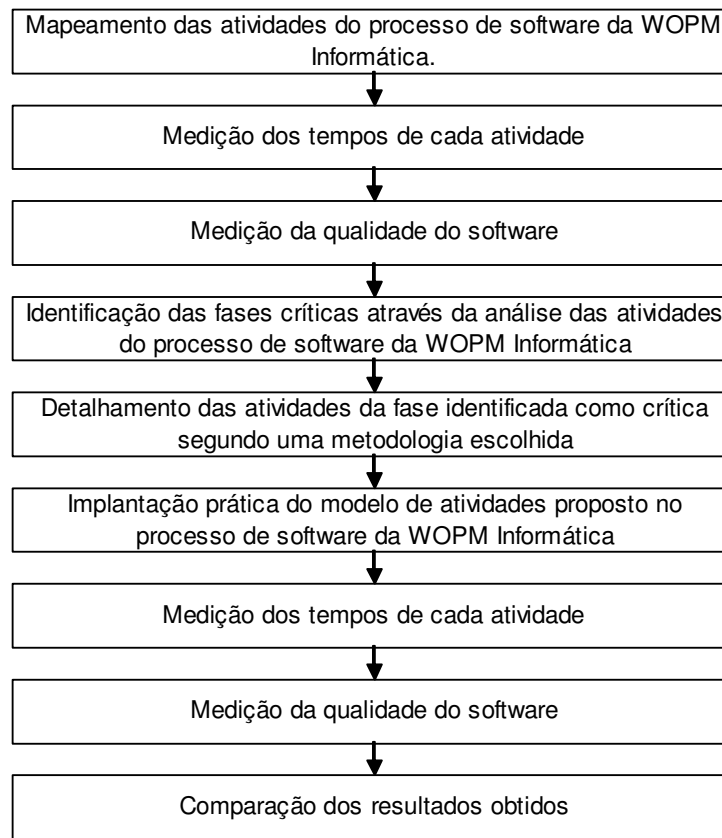 Mapeamento das atividades do processo de software da WOPM
Informática.
Medição dos tempos de cada atividade
Medição da qualidade do software
Identificação das fases críticas através da análise das atividades
do processo de software da WOPM Informática
Detalhamento das atividades da fase identificada como crítica
segundo uma metodologia escolhida
Implantação prática do modelo de atividades proposto no
processo de software da WOPM Informática
Medição dos tempos de cada atividade
Medição da qualidade do software
Comparação dos resultados obtidos